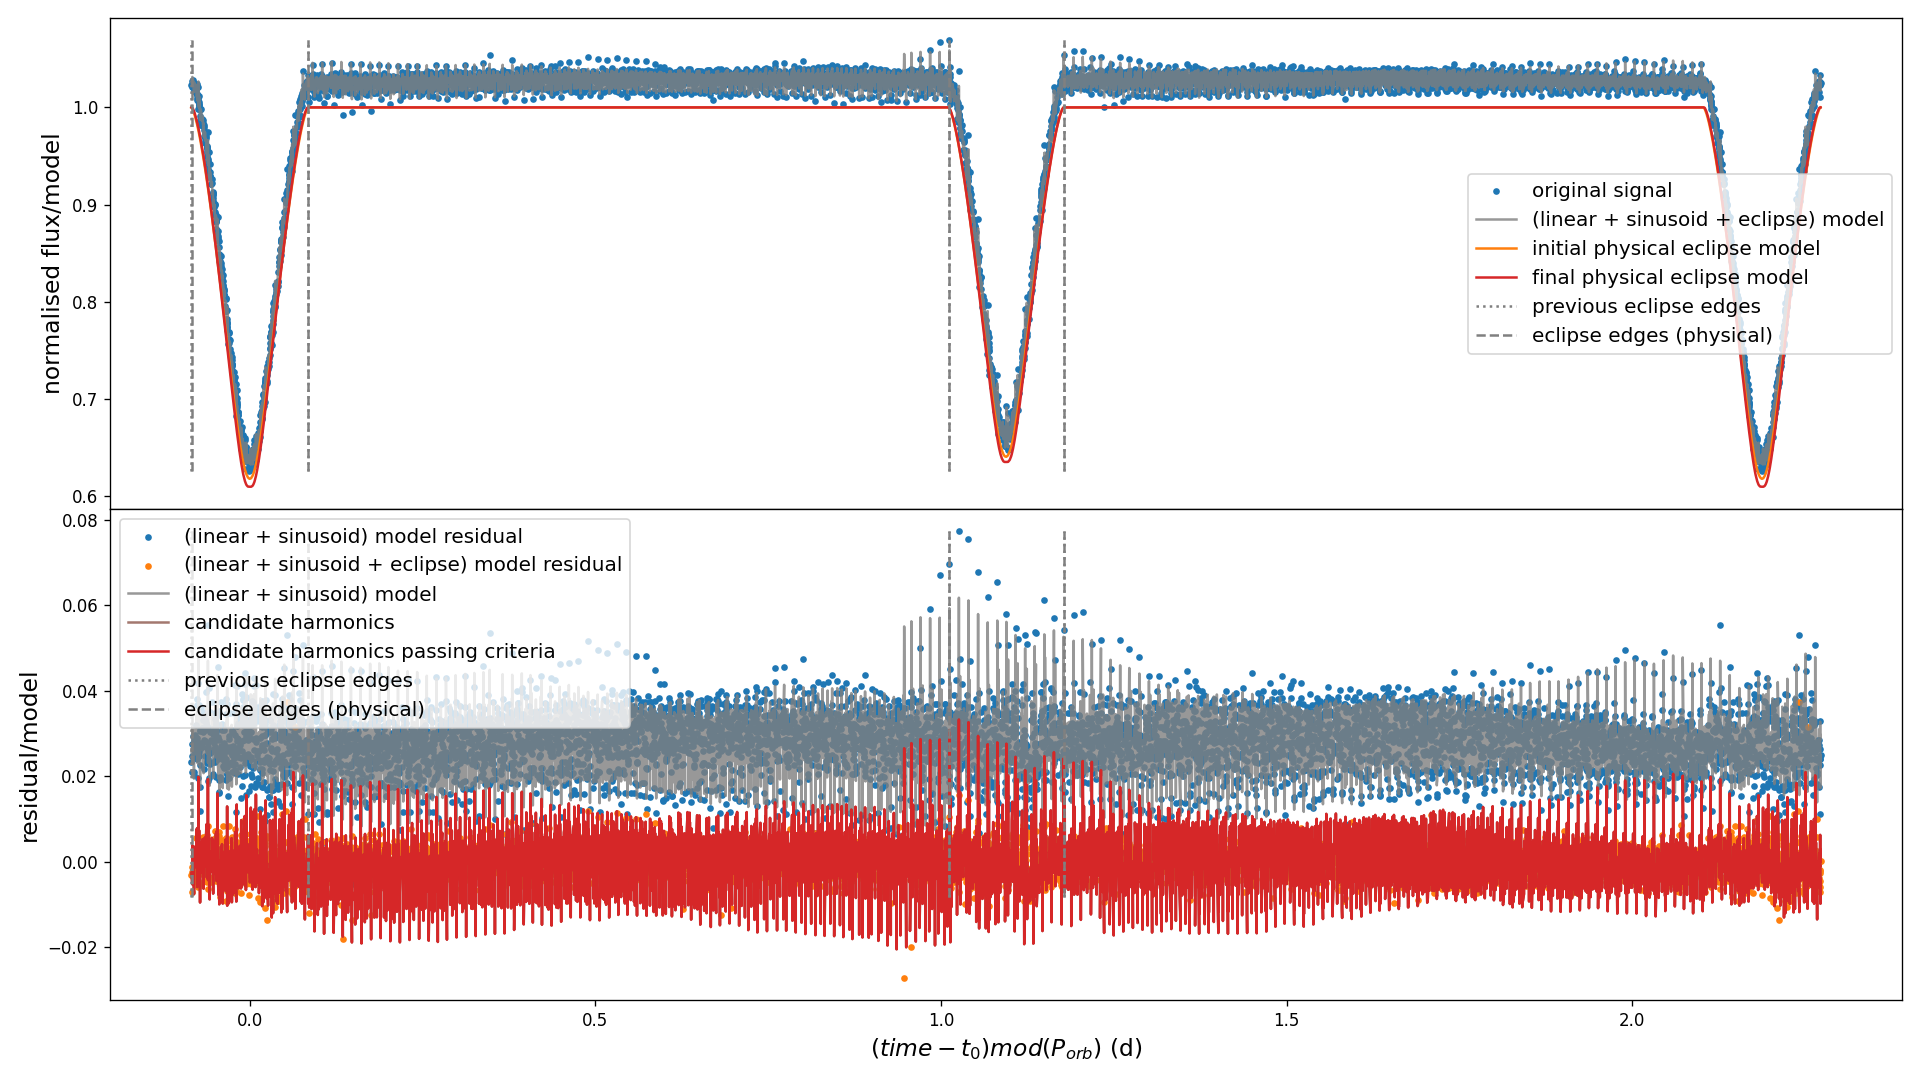 normalised flux/model
1.0
0.9
0.8
0.7
0.6
original signal
(linear + sinusoid + eclipse) model
initial physical eclipse model
final physical eclipse model
previous eclipse edges
eclipse edges (physical)
residual/model
0.08
0.06
0.04
0.02
0.00
−0.02
(linear + sinusoid) model residual
(linear + sinusoid + eclipse) model residual
(linear + sinusoid) model
candidate harmonics
candidate harmonics passing criteria
previous eclipse edges
eclipse edges (physical)
0.0 0.5 1.0 1.5 2.0
(time − t₀)mod(Pₒᵣᵦ) (d)